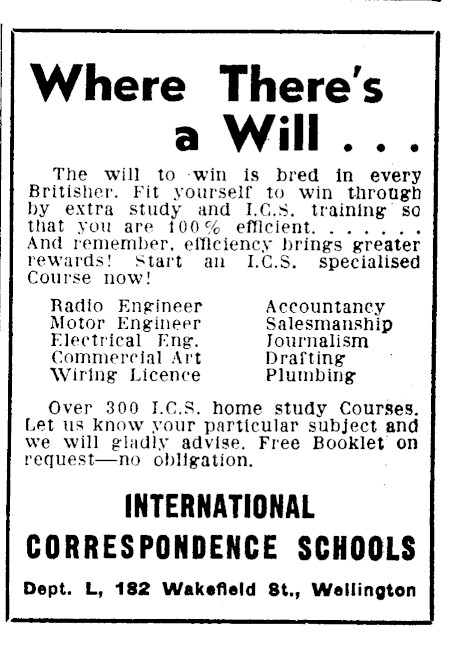 Where There's
a Will . . .
The will to win is bred in every
Britisher. Fit yourself to win through
by extra study and I.C.S. training so
that you are 100% efficient. . . . . . .
And remember, efficiency brings greater
rewards! Start an I.C.S. specialised
Course now!
Radio Engineer Accountancy
Motor Engineer Salesmanship
Electrical Eng. Journalism
Commercial Art Drafting
Wiring Licence Plumbing
Over 300 I.C.S. home study Courses.
Let us know your particular subject and
we will gladly advise. Free Booklet on
request—no obligation.
INTERNATIONAL
CORRESPONDENCE SCHOOLS
Dept. L, 182 Wakefield St., Wellington